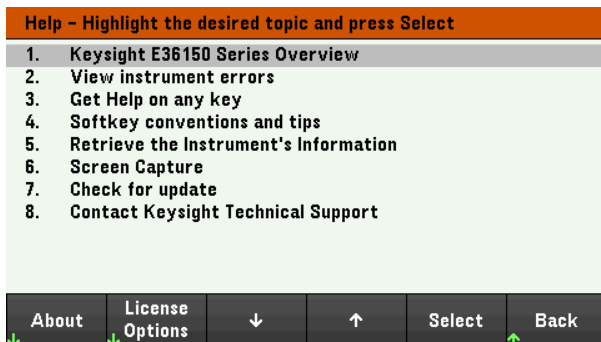 Help – Highlight the desired topic and press Select
1. Keysight E36150 Series Overview
2. View instrument errors
3. Get Help on any key
4. Softkey conventions and tips
5. Retrieve the Instrument's Information
6. Screen Capture
7. Check for update
8. Contact Keysight Technical Support
About
License
Options
↓
↑
Select
Back